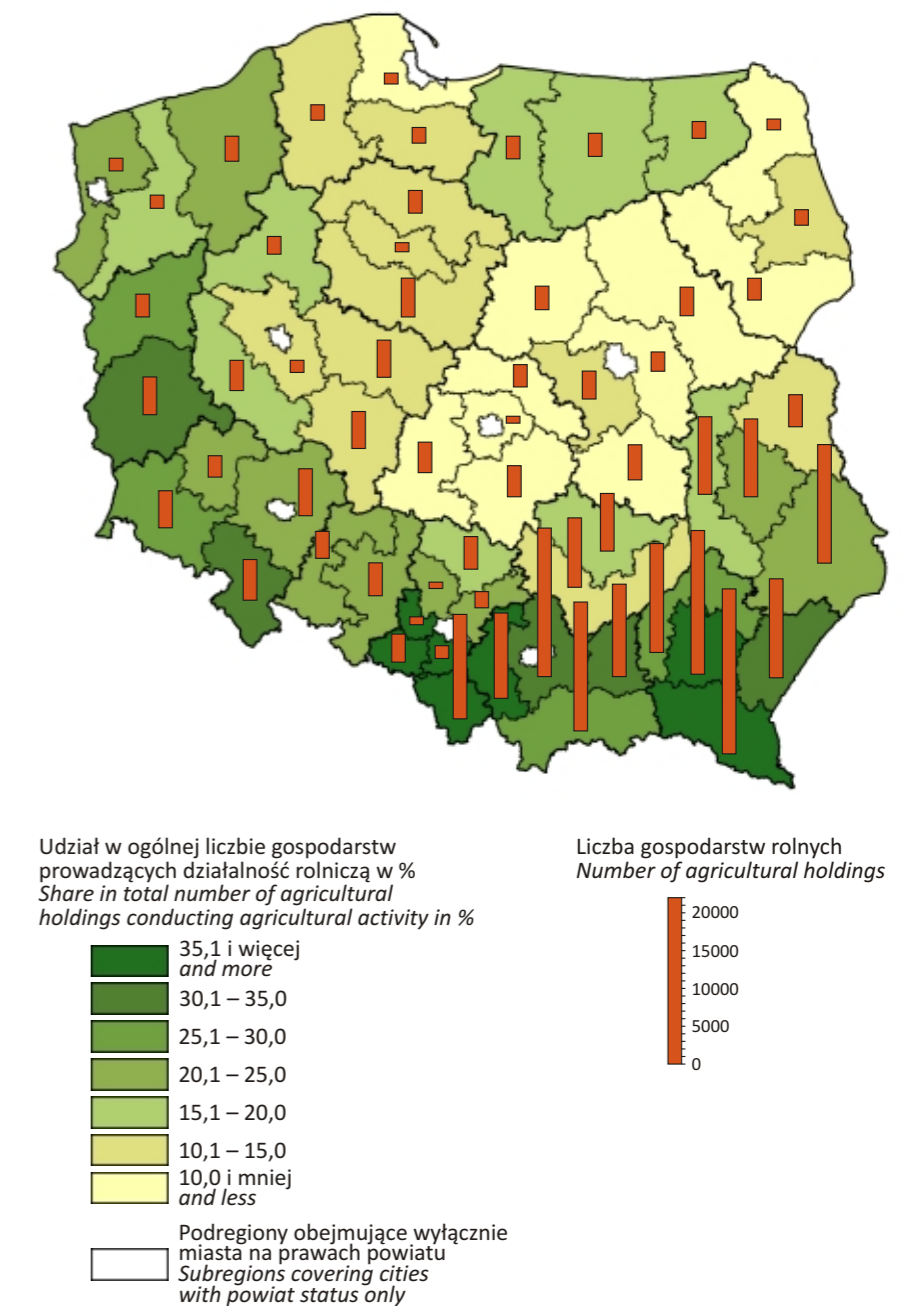 Udział w ogólnej liczbie gospodarstw
prowadzących działalność rolniczą w %
Share in total number of agricultural
holdings conducting agricultural activity in %
35,1 i więcej
and more
30,1 – 35,0
25,1 – 30,0
20,1 – 25,0
15,1 – 20,0
10,1 – 15,0
10,0 i mniej
and less
Podregiony obejmujące wyłącznie
miasta na prawach powiatu
Subregions covering cities
with powiat status only
Liczba gospodarstw rolnych
Number of agricultural holdings
20000
15000
10000
5000
0